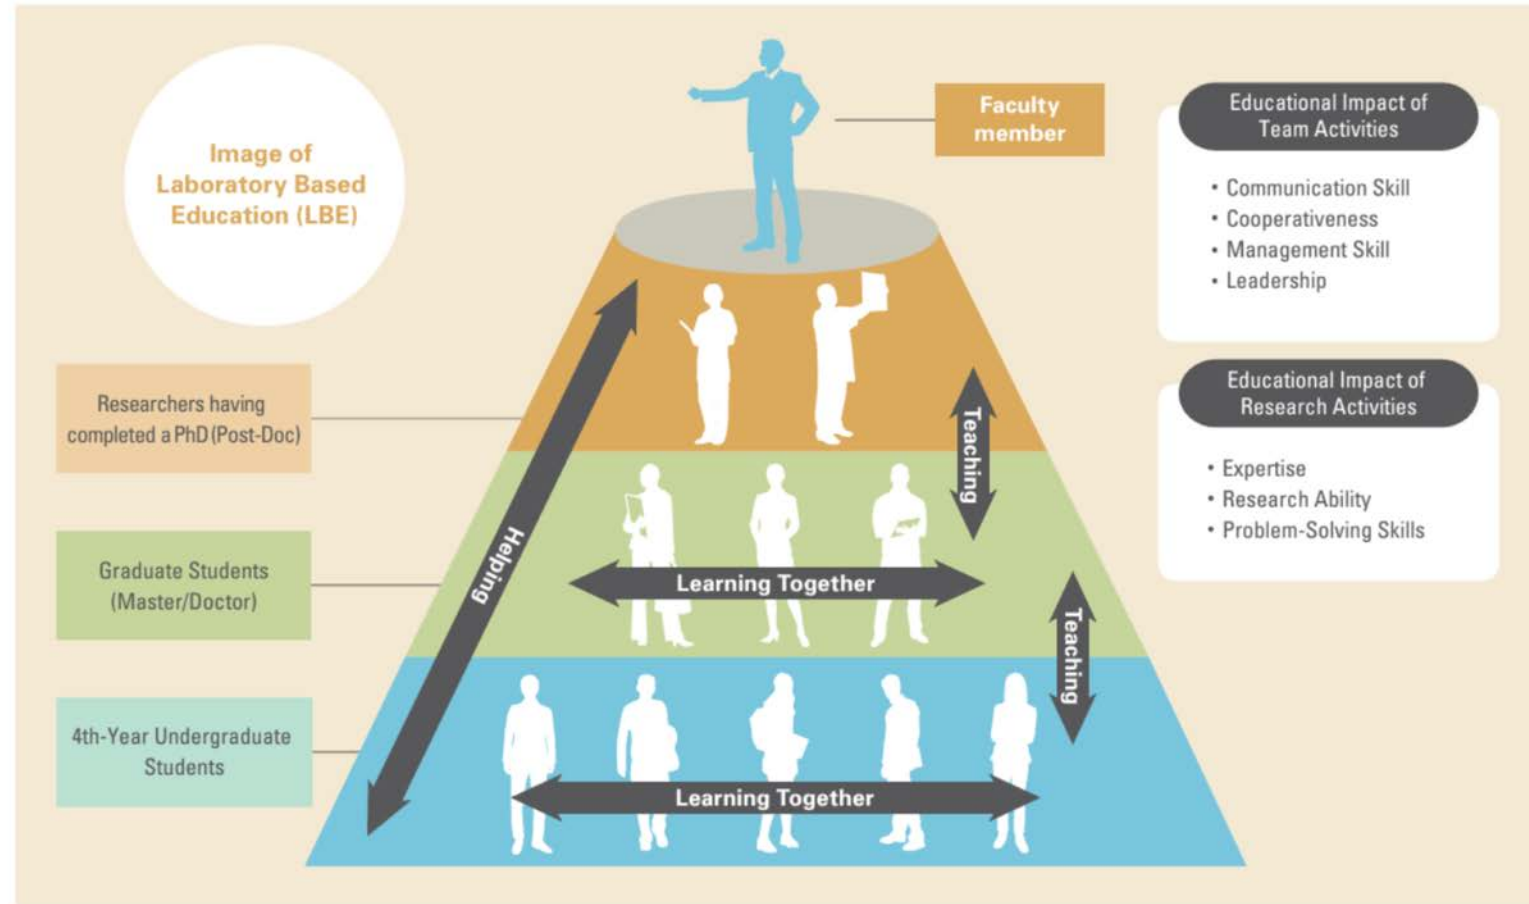 Image of
Laboratory Based
Education (LBE)
Faculty
member
Educational Impact of
Team Activities
• Communication Skill
• Cooperativeness
• Management Skill
• Leadership
Researchers having
completed a PhD (Post-Doc)
Teaching
Educational Impact of
Research Activities
• Expertise
• Research Ability
• Problem-Solving Skills
Helping
Graduate Students
(Master/Doctor)
Learning Together
Teaching
4th-Year Undergraduate
Students
Learning Together